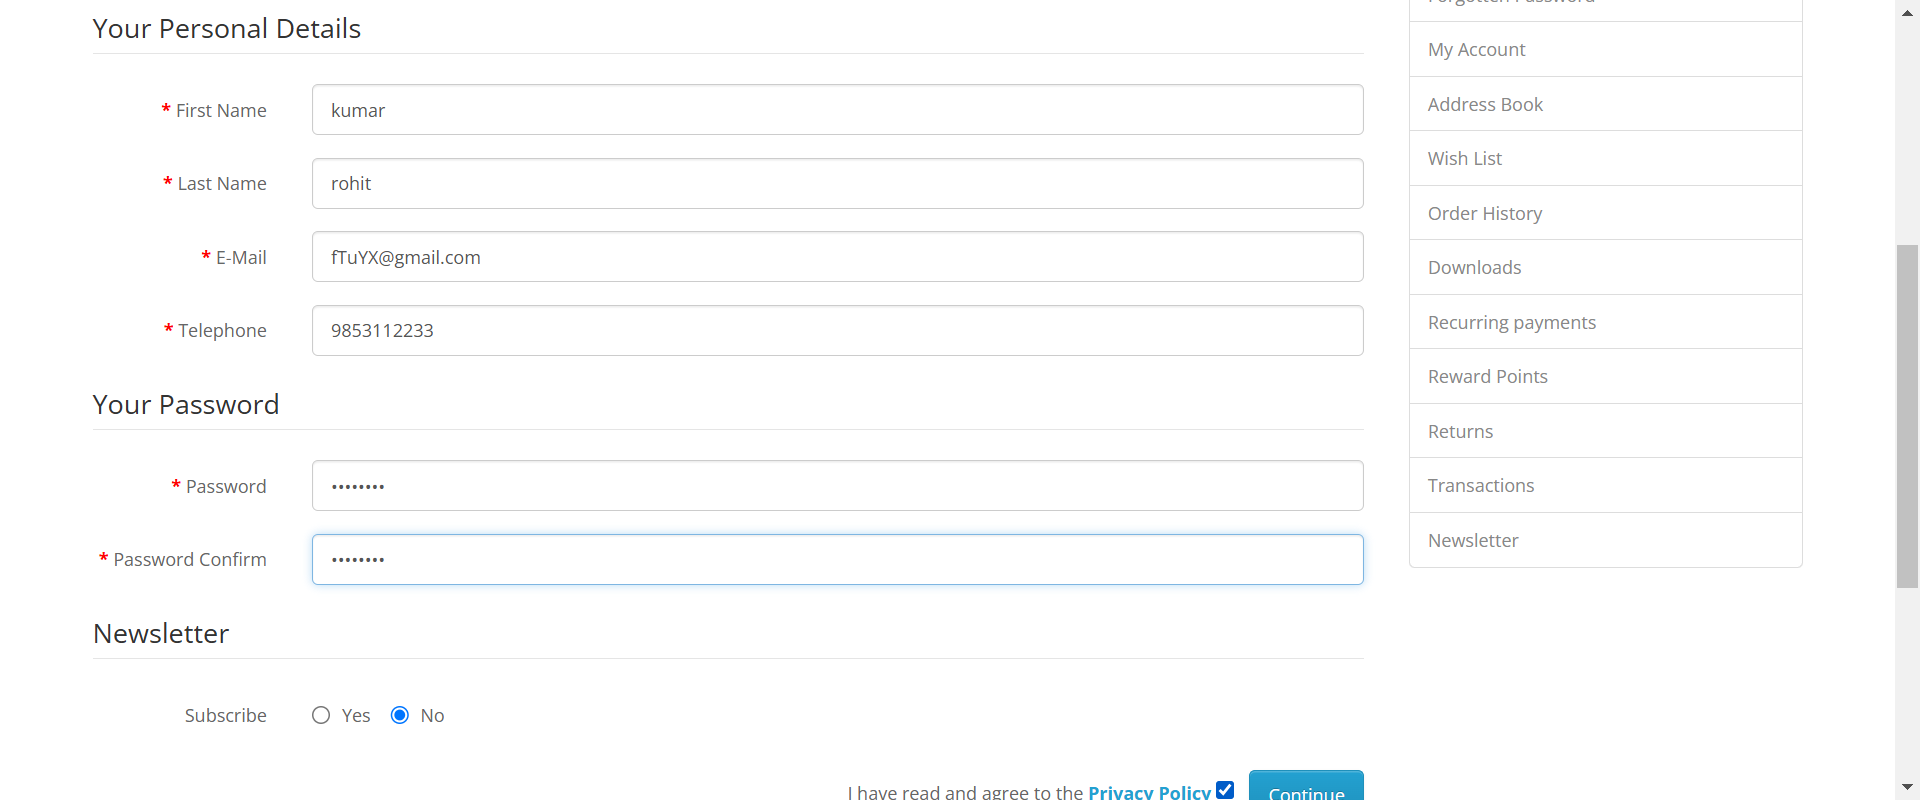 Your Personal Details
* First Name kumar
* Last Name rohit
* E-Mail fTuYX@gmail.com
* Telephone 9853112233
Your Password
* Password ••••••••
* Password Confirm ••••••••
Newsletter
Subscribe Yes No
I have read and agree to the Privacy Policy Continue
Forgotten Password
My Account
Address Book
Wish List
Order History
Downloads
Recurring payments
Reward Points
Returns
Transactions
Newsletter